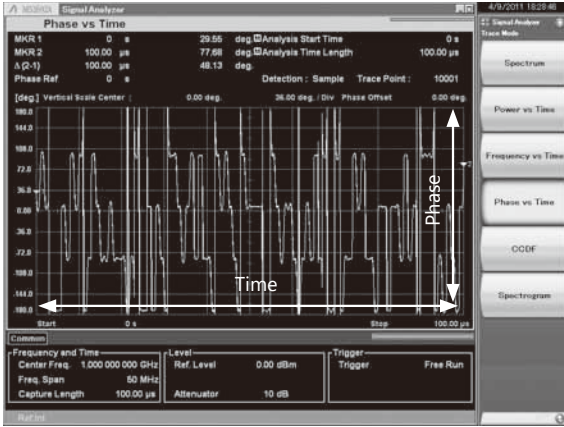 MS269xA Signal Analyzer
4/9/2011 18:29:46
Phase vs Time
MKR 1 0 s 29.55 deg. Analysis Start Time 0 s
MKR 2 100.00 µs 77.68 deg. Analysis Time Length 100.00 µs
Δ(2-1) 100.00 µs 48.13 deg.
Phase Ref 0 s Detection : Sample Trace Point : 10001
[deg.] Vertical Scale Center : 0.00 deg. 36.00 deg. / Div Phase Offset 0.00 deg.
180.0
144.0
108.0
72.0
36.0
0.00
-36.0
-72.0
-108.0
-144.0
-180.0
Phase
Time
2
Start 0 s Stop 100.00 µs
Common
Frequency and Time
Center Freq. 1.000 000 000 GHz
Freq. Span 50 MHz
Capture Length 100.00 µs
Level
Ref. Level 0.00 dBm
Attenuator 10 dB
Trigger
Trigger Free Run
Ref.Int
Signal Analyzer
Trace Mode
Spectrum
Power vs Time
Frequency vs Time
Phase vs Time
CCDF
Spectrogram